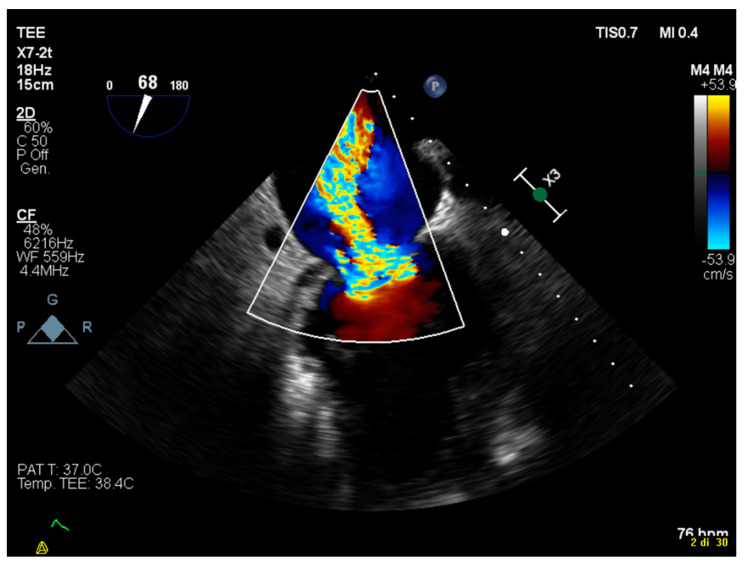 TEE
X7-2t
18Hz
15cm
2D
60%
C 50
P Off
Gen.
CF
48%
6216Hz
WF 559Hz
4.4MHz
G
P R
PAT T: 37.0C
Temp. TEE: 38.4C
0 68 180
P
X3
TIS0.7 MI 0.4
M4 M4
+53.9
-53.9
cm/s
76 bpm
2 di 30